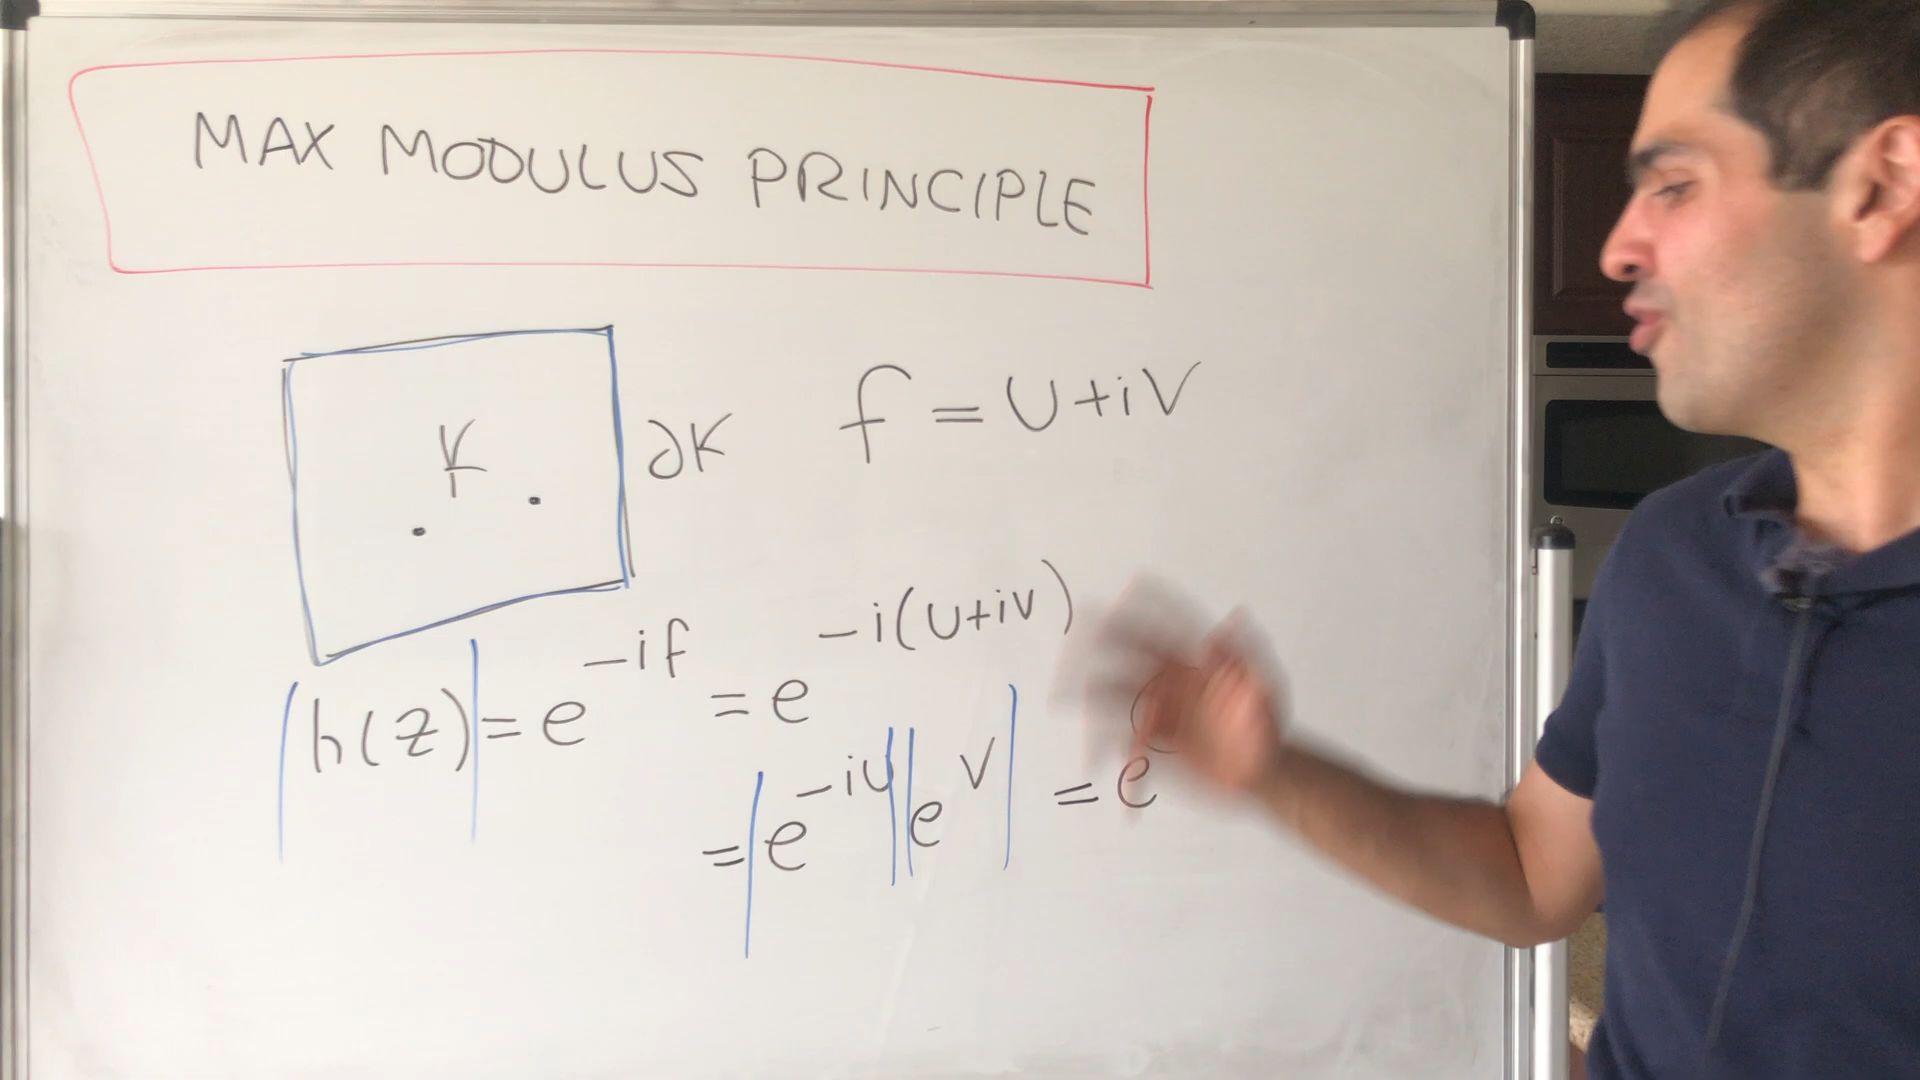 MAX MODULUS PRINCIPLE
K ∂K f = U+iV
|h(z)| = e^{-if} = e^{-i(U+iV)}
= |e^{-iU}||e^{V}| = e